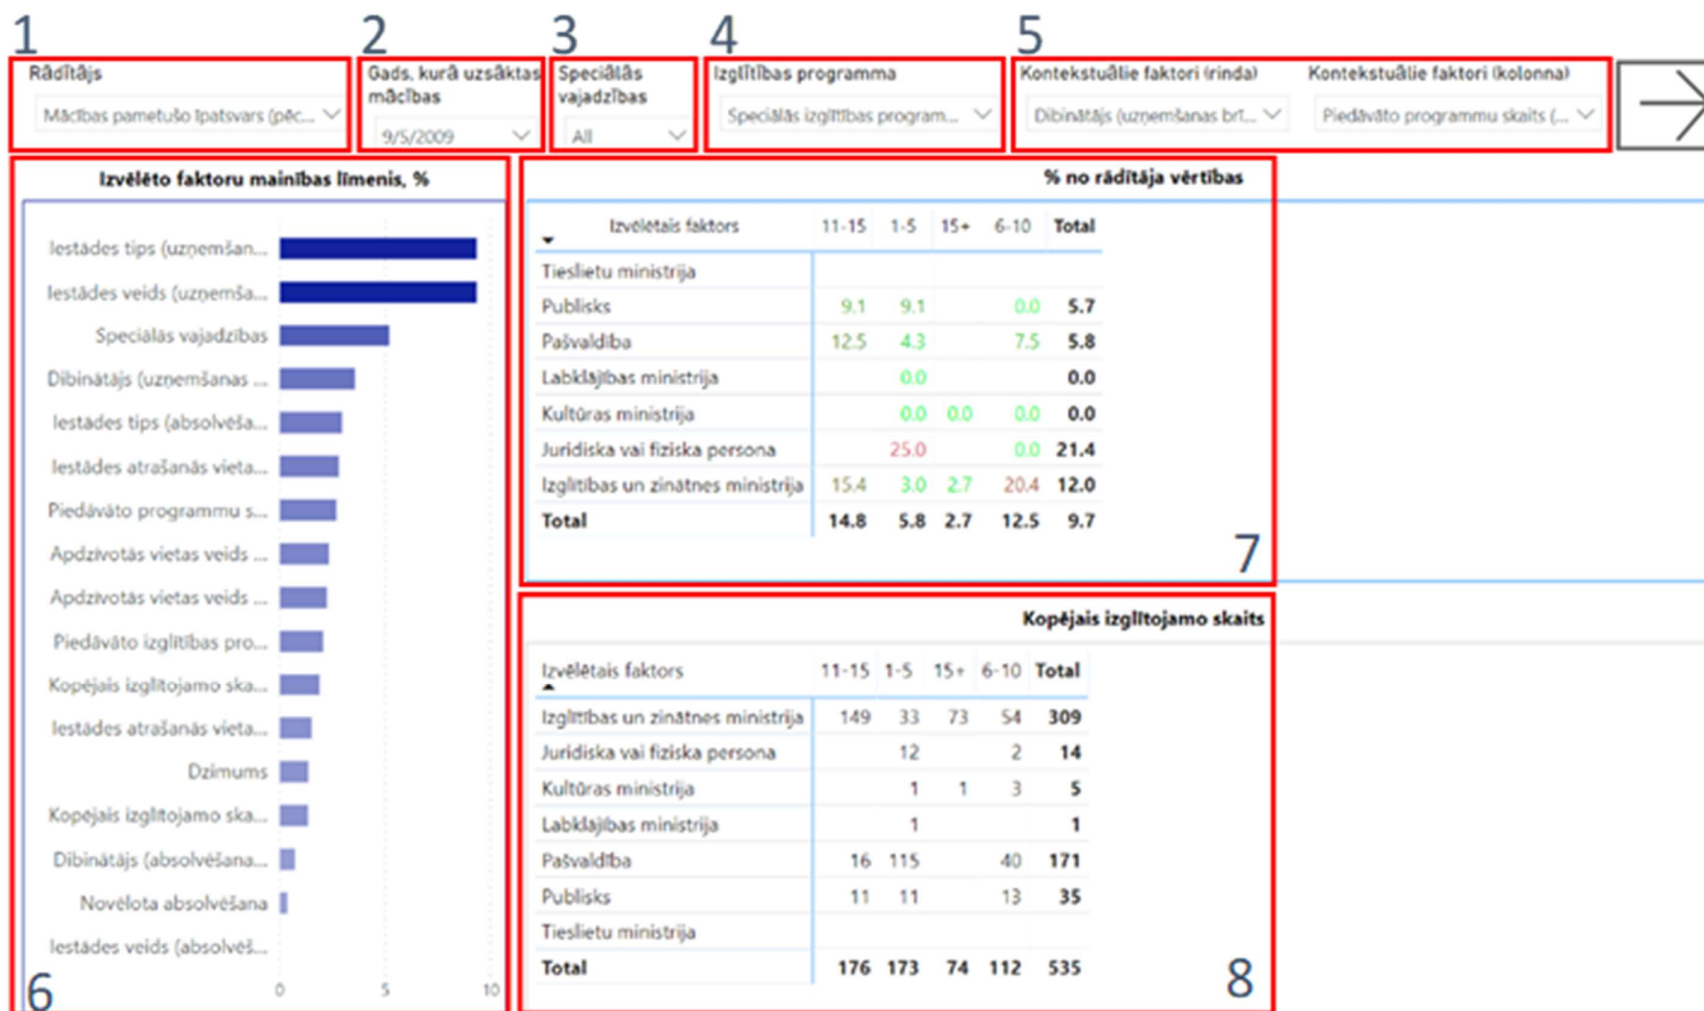 1 2 3 4 5
Rādītājs
Mācības pametušo īpatsvars (pēc...
Gads, kurā uzsāktas
mācības
9/5/2009
Speciālās
vajadzības
All
Izglītības programma
Speciālās izglītības program...
Kontekstuālie faktori (rinda)
Dibinātājs (uzņemšanas brī...
Kontekstuālie faktori (kolonna)
Piedāvāto programmu skaits (...
Izvēlēto faktoru mainības līmenis, %
Iestādes tips (uzņemšan...
Iestādes veids (uzņemša...
Speciālās vajadzības
Dibinātājs (uzņemšanas ...
Iestādes tips (absolvēša...
Iestādes atrašanās vieta...
Piedāvāto programmu s...
Apdzīvotās vietas veids ...
Apdzīvotās vietas veids ...
Piedāvāto izglītības pro...
Kopējais izglītojamo ska...
Iestādes atrašanās vieta...
Dzimums
Kopējais izglītojamo ska...
Dibinātājs (absolvēšana...
Novēlota absolvēšana
Iestādes veids (absolvēš...
0 5 10
6
% no rādītāja vērtības
Izvēlētais faktors 11-15 1-5 15+ 6-10 Total
Tieslietu ministrija
Publisks 9.1 9.1 0.0 5.7
Pašvaldība 12.5 4.3 7.5 5.8
Labklājības ministrija 0.0 0.0
Kultūras ministrija 0.0 0.0 0.0 0.0
Juridiska vai fiziska persona 25.0 0.0 21.4
Izglītības un zinātnes ministrija 15.4 3.0 2.7 20.4 12.0
Total 14.8 5.8 2.7 12.5 9.7
7
Kopējais izglītojamo skaits
Izvēlētais faktors 11-15 1-5 15+ 6-10 Total
Izglītības un zinātnes ministrija 149 33 73 54 309
Juridiska vai fiziska persona 12 2 14
Kultūras ministrija 1 1 3 5
Labklājības ministrija 1 1
Pašvaldība 16 115 40 171
Publisks 11 11 13 35
Tieslietu ministrija
Total 176 173 74 112 535
8